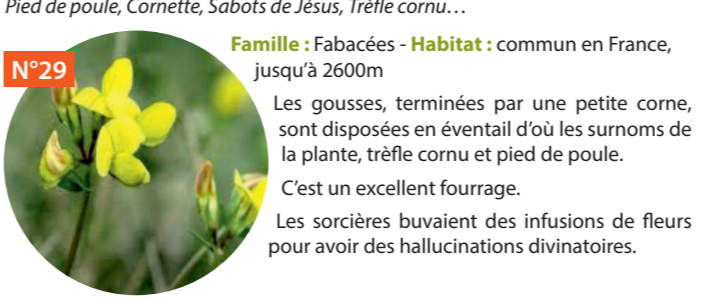 Pied de poule, Cornette, Sabots de Jésus, Trèfle cornu…
N°29
Famille : Fabacées - Habitat : commun en France,
jusqu'à 2600m
Les gousses, terminées par une petite corne,
sont disposées en éventail d'où les surnoms de
la plante, trèfle cornu et pied de poule.
C'est un excellent fourrage.
Les sorcières buvaient des infusions de fleurs
pour avoir des hallucinations divinatoires.